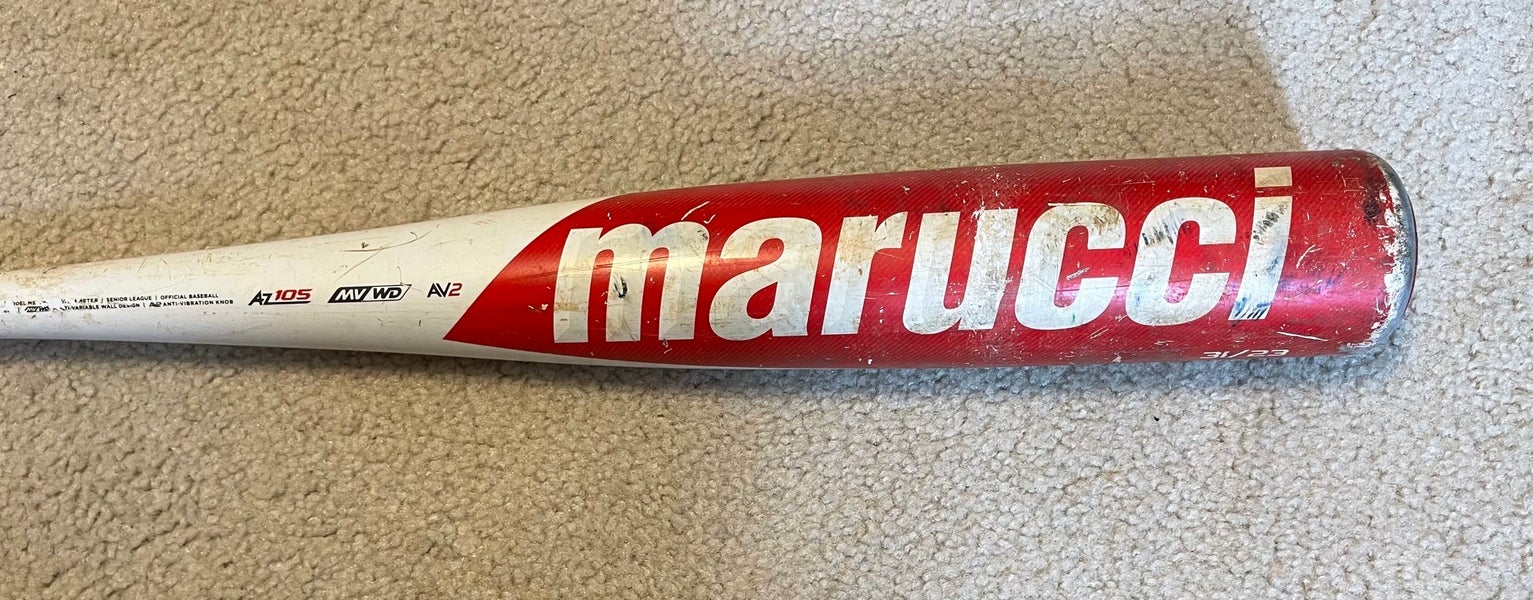 SENIOR LEAGUE | OFFICIAL BASEBALL
VARIABLE WALL DESIGN | AV2 ANTI-VIBRATION KNOB
AZ105 MV WD AV2
marucci
31/23